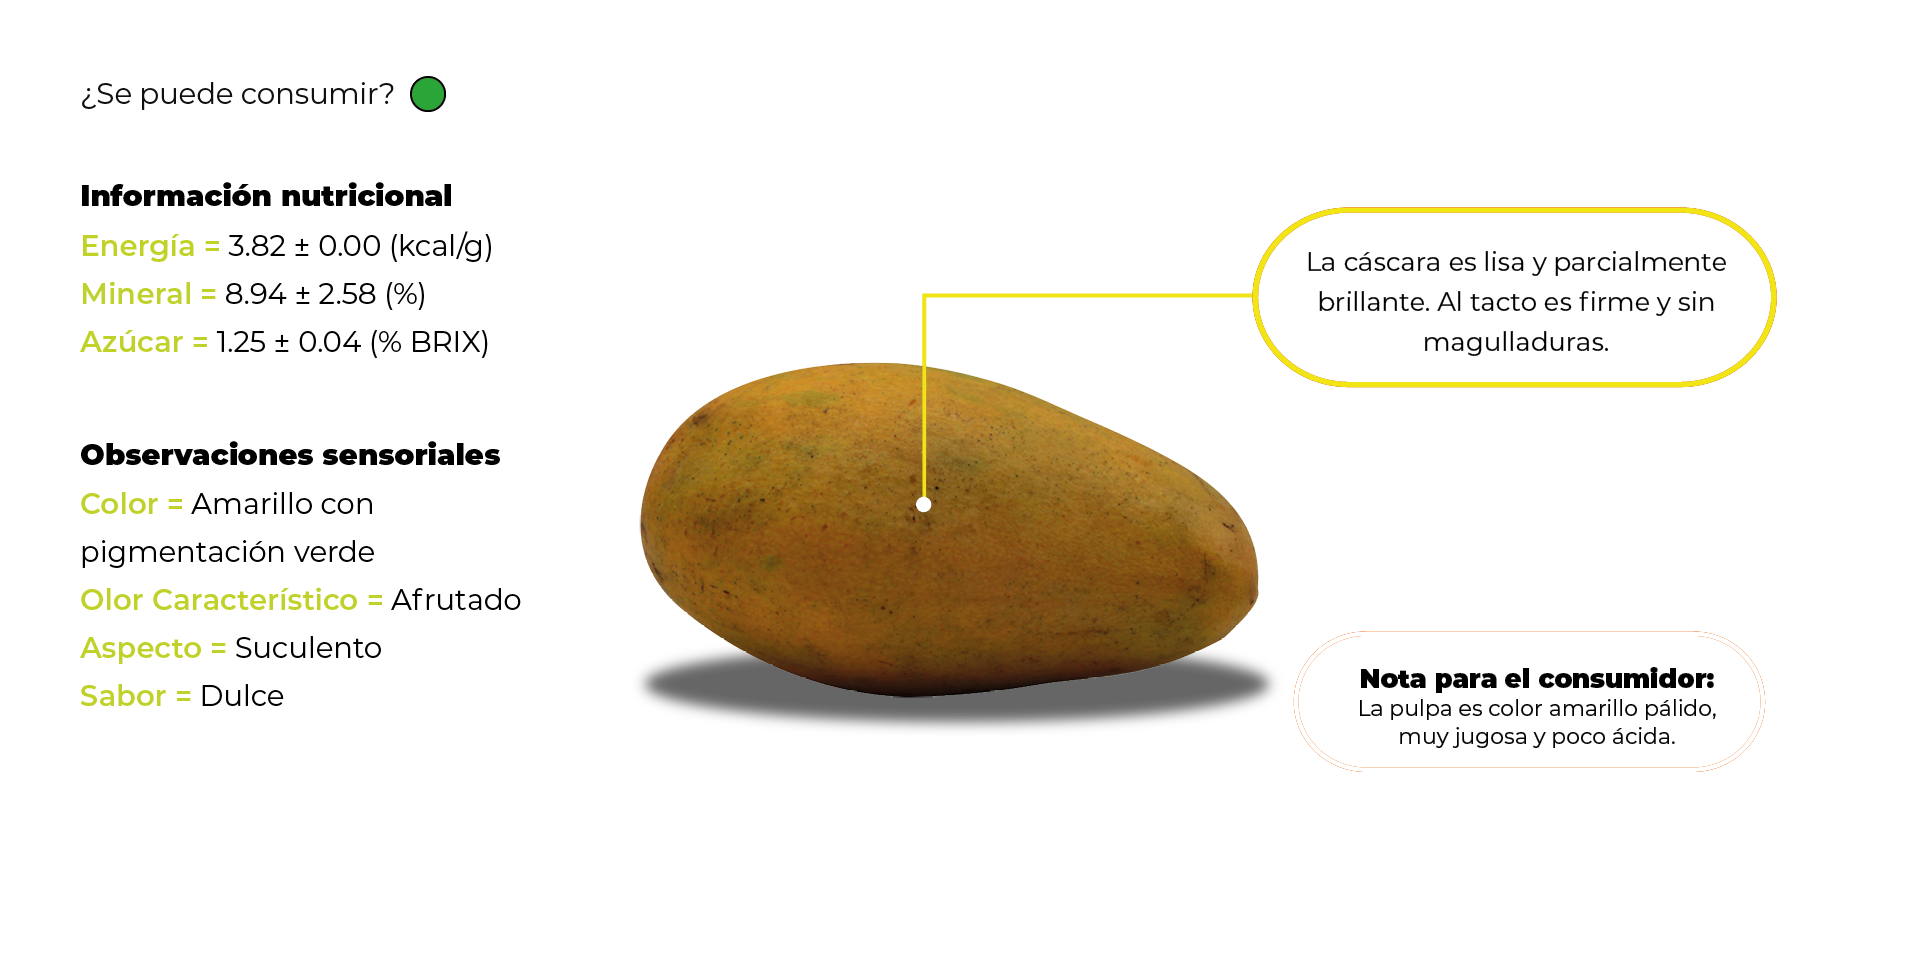 ¿Se puede consumir?
Información nutricional
Energía = 3.82 ± 0.00 (kcal/g)
Mineral = 8.94 ± 2.58 (%)
Azúcar = 1.25 ± 0.04 (% BRIX)
Observaciones sensoriales
Color = Amarillo con
pigmentación verde
Olor Característico = Afrutado
Aspecto = Suculento
Sabor = Dulce
La cáscara es lisa y parcialmente
brillante. Al tacto es firme y sin
magulladuras.
Nota para el consumidor:
La pulpa es color amarillo pálido,
muy jugosa y poco ácida.